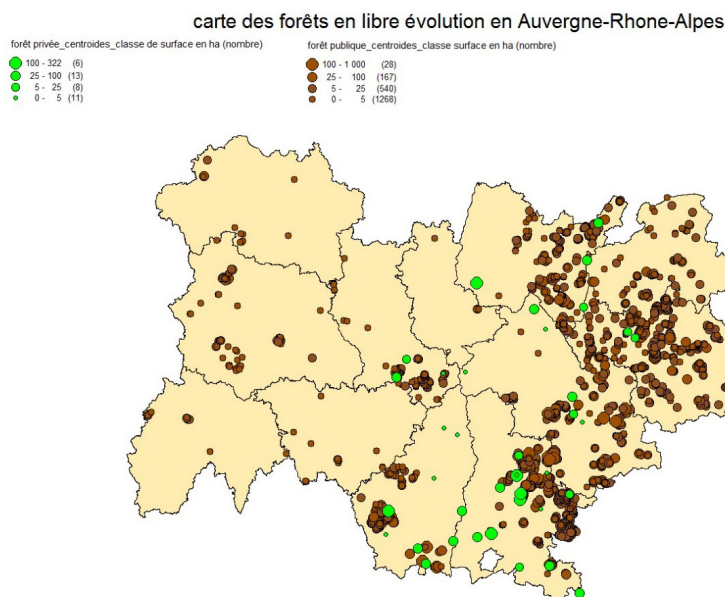 carte des forêts en libre évolution en Auvergne-Rhone-Alpes
forêt privée_centroides_classe de surface en ha (nombre)
100 - 322 (6)
25 - 100 (13)
5 - 25 (8)
0 - 5 (11)
forêt publique_centroides_classe surface en ha (nombre)
100 - 1 000 (28)
25 - 100 (167)
5 - 25 (540)
0 - 5 (1268)